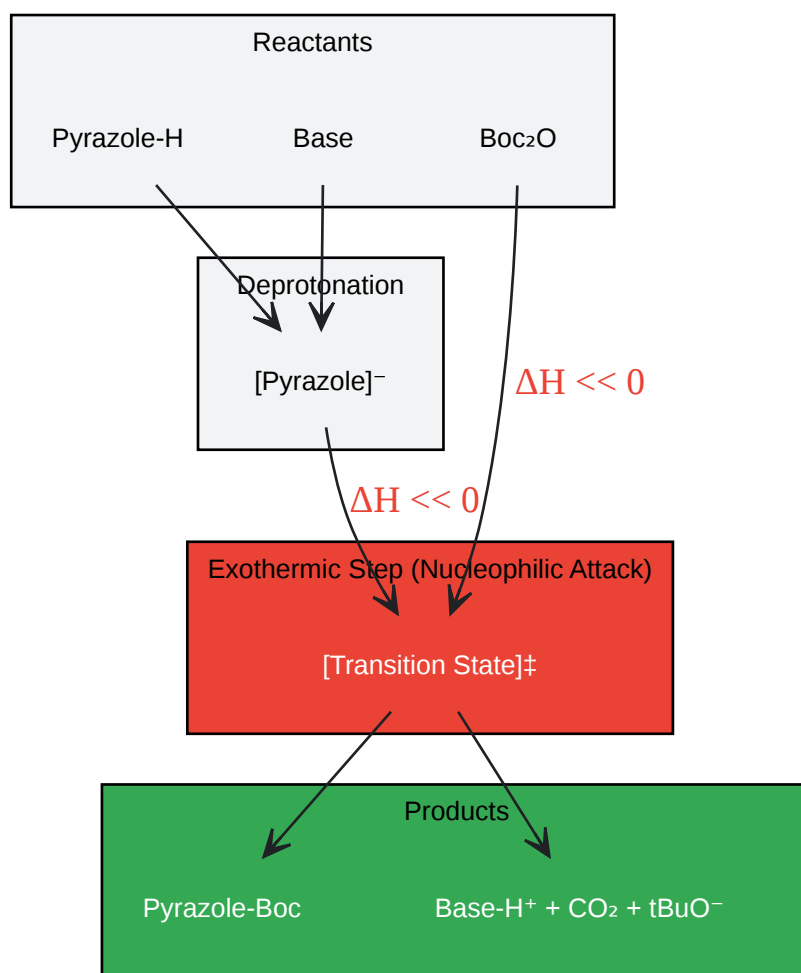 Reactants
Pyrazole-H Base Boc₂O
Deprotonation
[Pyrazole]⁻
ΔH << 0
ΔH << 0
Exothermic Step (Nucleophilic Attack)
[Transition State]‡
Products
Pyrazole-Boc Base-H⁺ + CO₂ + tBuO⁻